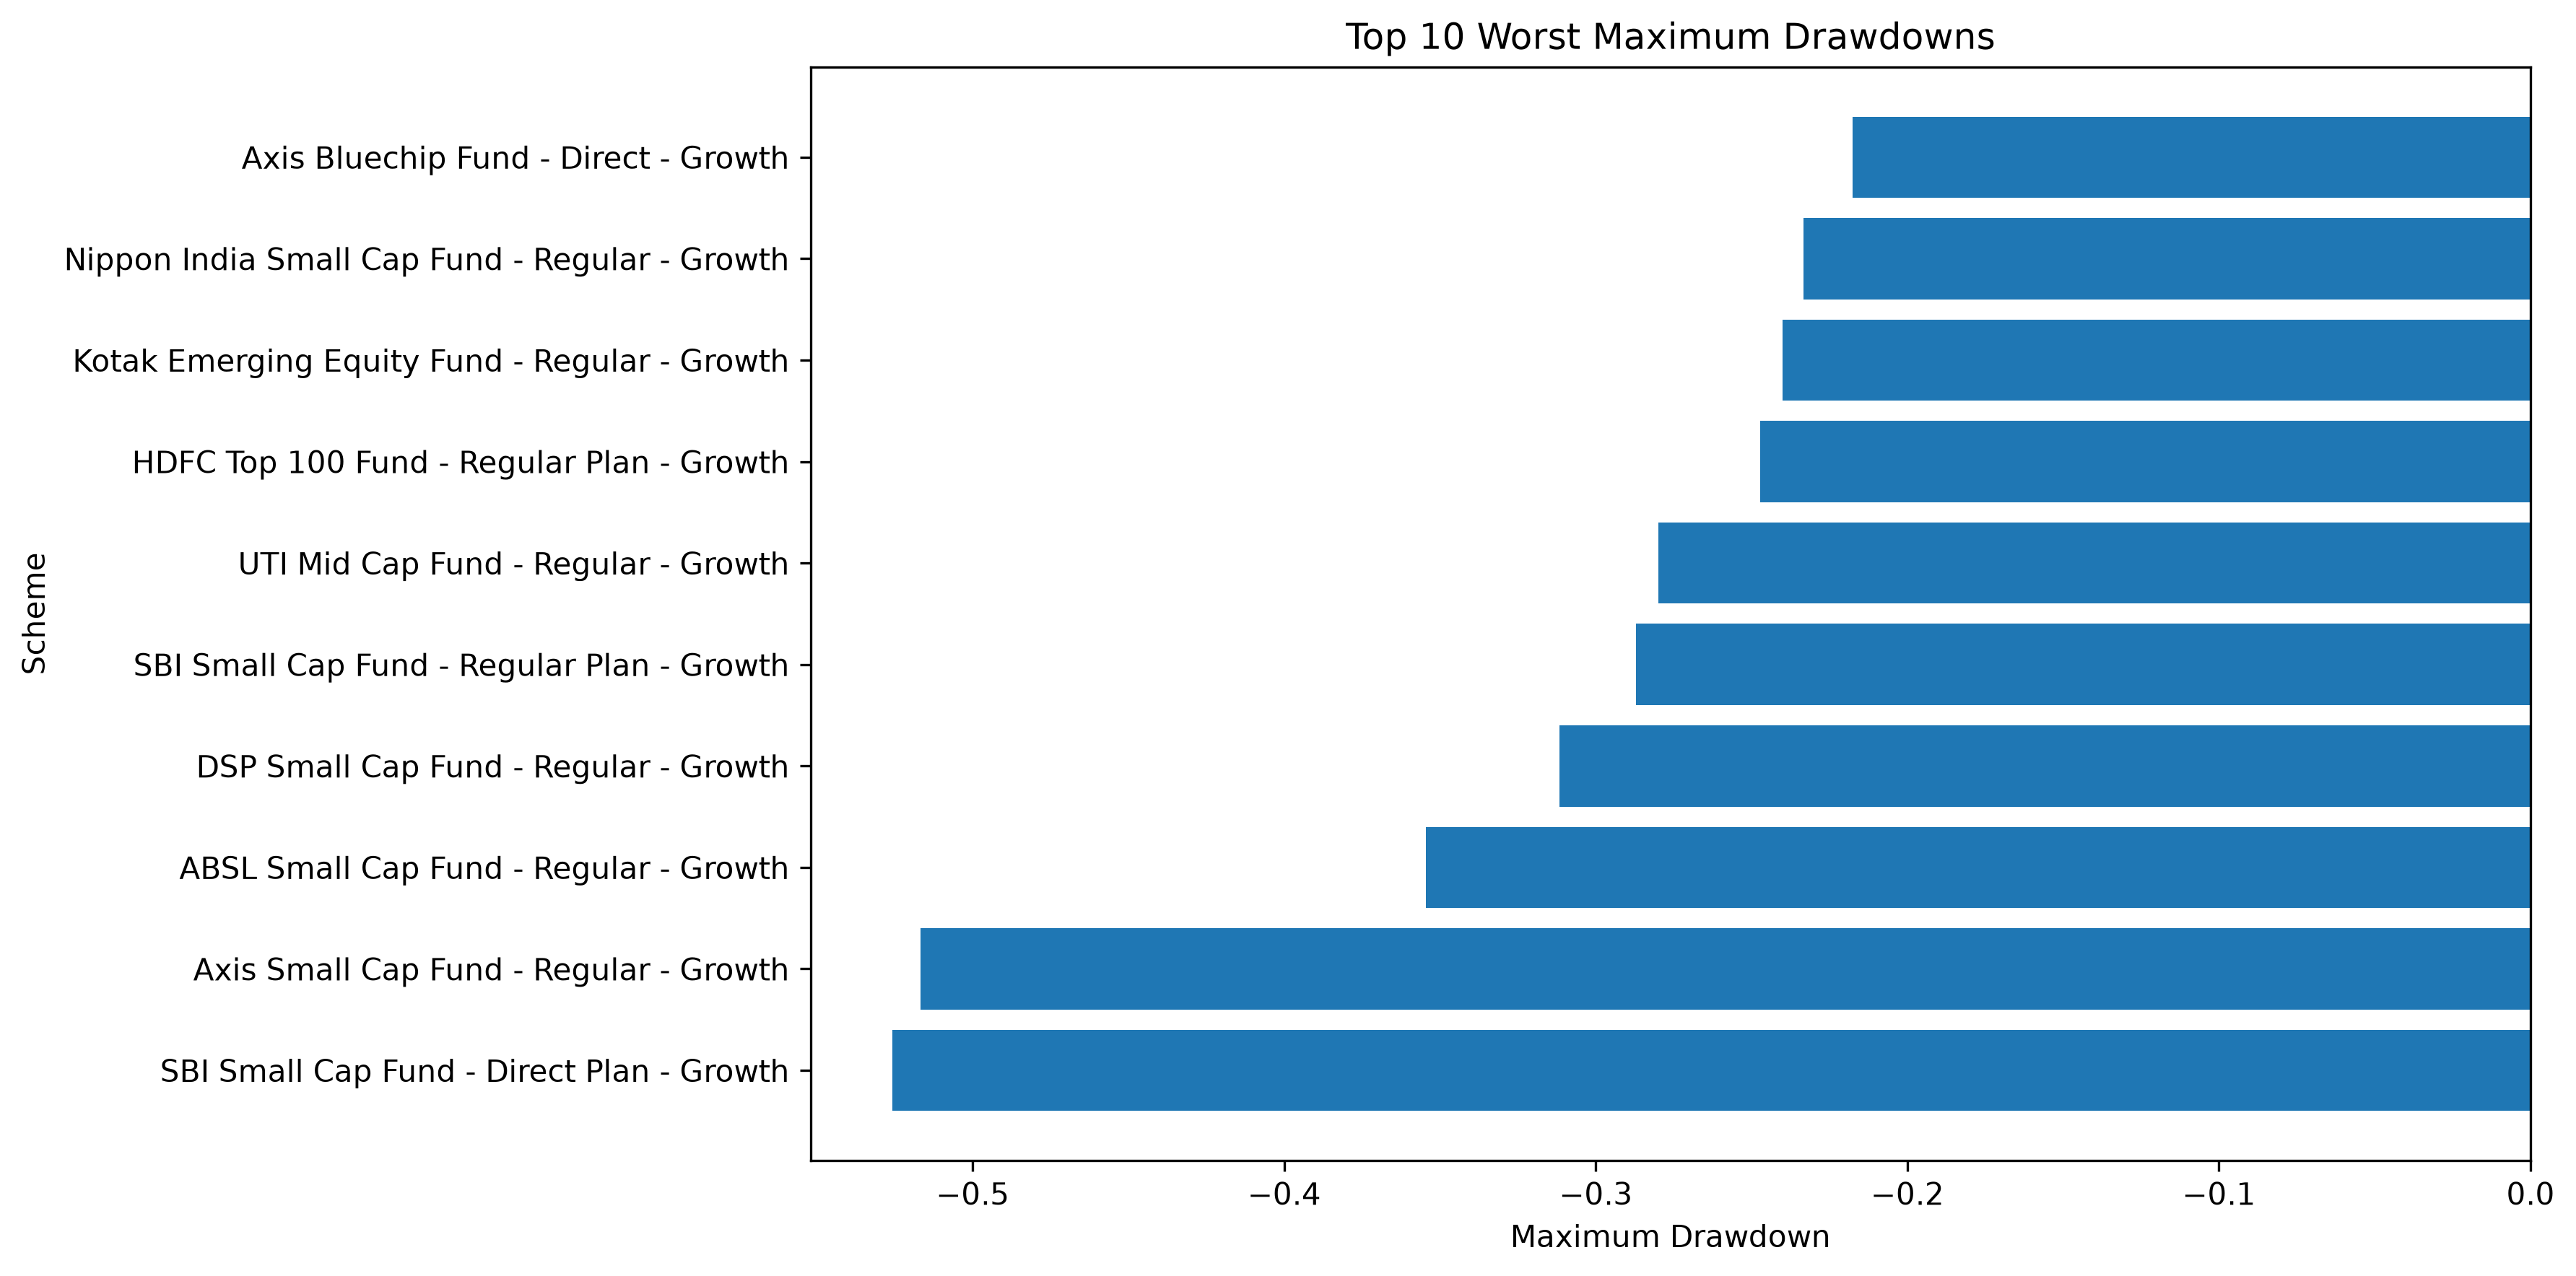 Top 10 Worst Maximum Drawdowns
Scheme
Axis Bluechip Fund - Direct - Growth
Nippon India Small Cap Fund - Regular - Growth
Kotak Emerging Equity Fund - Regular - Growth
HDFC Top 100 Fund - Regular Plan - Growth
UTI Mid Cap Fund - Regular - Growth
SBI Small Cap Fund - Regular Plan - Growth
DSP Small Cap Fund - Regular - Growth
ABSL Small Cap Fund - Regular - Growth
Axis Small Cap Fund - Regular - Growth
SBI Small Cap Fund - Direct Plan - Growth
−0.5 −0.4 −0.3 −0.2 −0.1 0.0
Maximum Drawdown